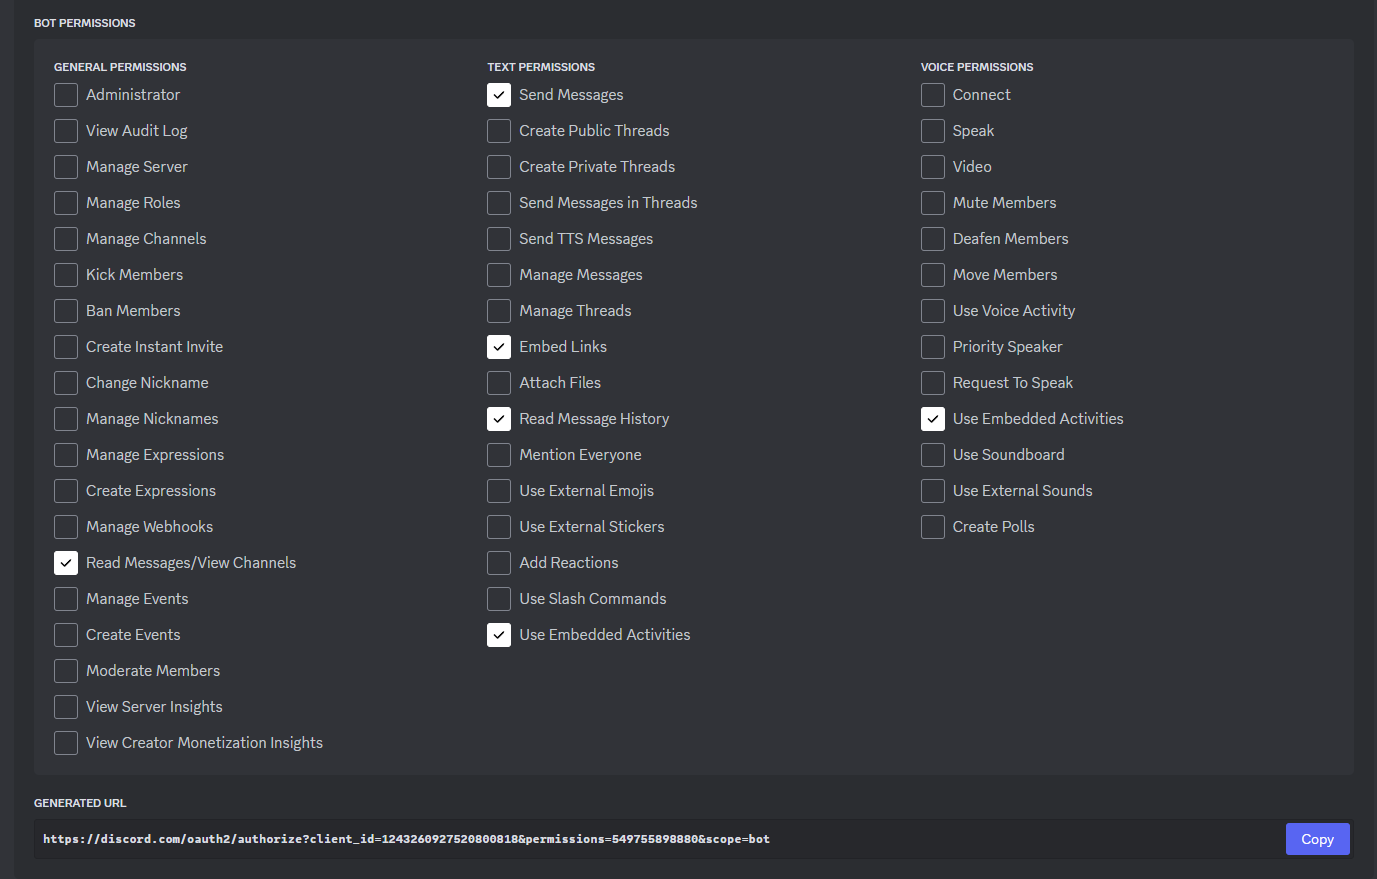 BOT PERMISSIONS
GENERAL PERMISSIONS
Administrator
View Audit Log
Manage Server
Manage Roles
Manage Channels
Kick Members
Ban Members
Create Instant Invite
Change Nickname
Manage Nicknames
Manage Expressions
Create Expressions
Manage Webhooks
Read Messages/View Channels
Manage Events
Create Events
Moderate Members
View Server Insights
View Creator Monetization Insights
TEXT PERMISSIONS
Send Messages
Create Public Threads
Create Private Threads
Send Messages in Threads
Send TTS Messages
Manage Messages
Manage Threads
Embed Links
Attach Files
Read Message History
Mention Everyone
Use External Emojis
Use External Stickers
Add Reactions
Use Slash Commands
Use Embedded Activities
VOICE PERMISSIONS
Connect
Speak
Video
Mute Members
Deafen Members
Move Members
Use Voice Activity
Priority Speaker
Request To Speak
Use Embedded Activities
Use Soundboard
Use External Sounds
Create Polls
GENERATED URL
https://discord.com/oauth2/authorize?client_id=1243260927520800818&permissions=549755898880&scope=bot
Copy